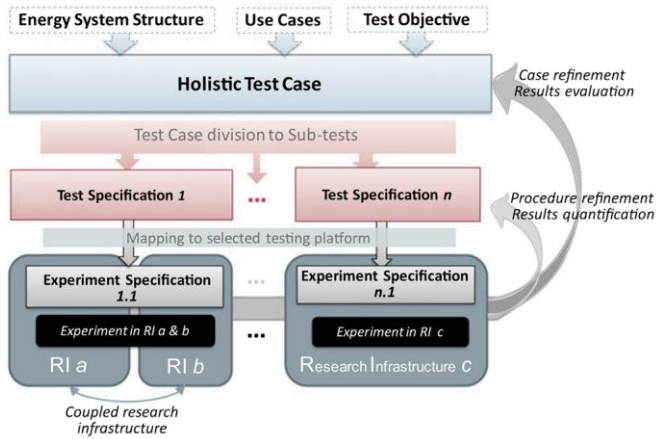 Energy System Structure
Use Cases
Test Objective
Holistic Test Case
Case refinement
Results evaluation
Test Case division to Sub-tests
Test Specification 1
...
Test Specification n
Procedure refinement
Results quantification
Mapping to selected testing platform
Experiment Specification
1.1
...
Experiment Specification
n.1
Experiment in RI a & b
...
Experiment in RI c
RI a
RI b
Research Infrastructure c
Coupled research
infrastructure